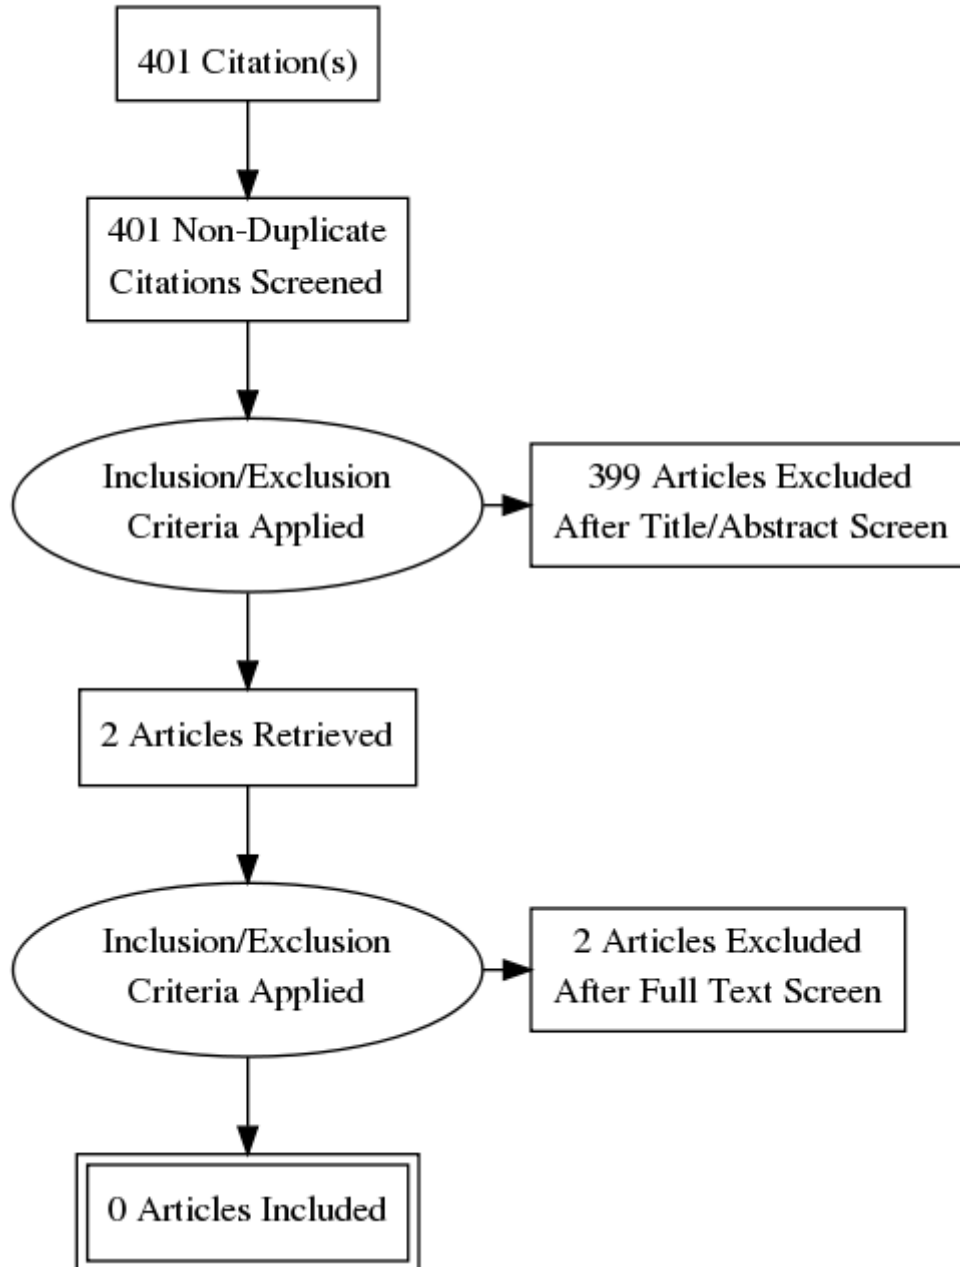 401 Citation(s)
401 Non-Duplicate
Citations Screened
Inclusion/Exclusion
Criteria Applied
399 Articles Excluded
After Title/Abstract Screen
2 Articles Retrieved
Inclusion/Exclusion
Criteria Applied
2 Articles Excluded
After Full Text Screen
0 Articles Included